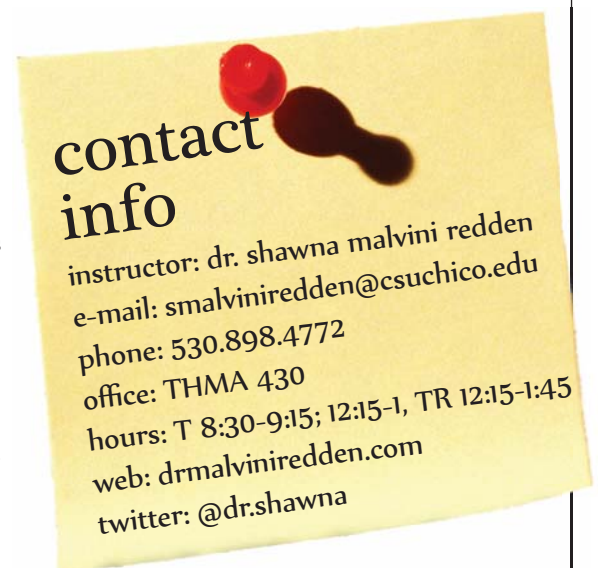 contact
info
instructor: dr. shawna malvini redden
e-mail: smalviniredden@csuchico.edu
phone: 530.898.4772
office: THMA 430
hours: T 8:30-9:15; 12:15-1, TR 12:15-1:45
web: drmalviniredden.com
twitter: @dr.shawna